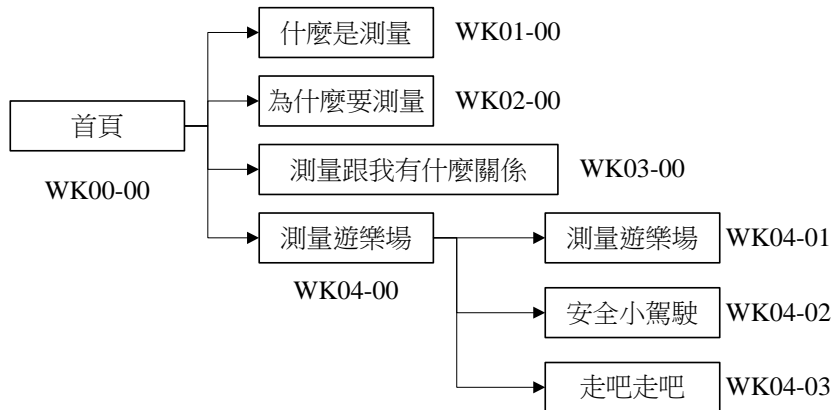 什麼是測量 WK01-00
為什麼要測量 WK02-00
首頁
測量跟我有什麼關係 WK03-00
WK00-00
測量遊樂場 測量遊樂場 WK04-01
WK04-00
安全小駕駛 WK04-02
走吧走吧 WK04-03